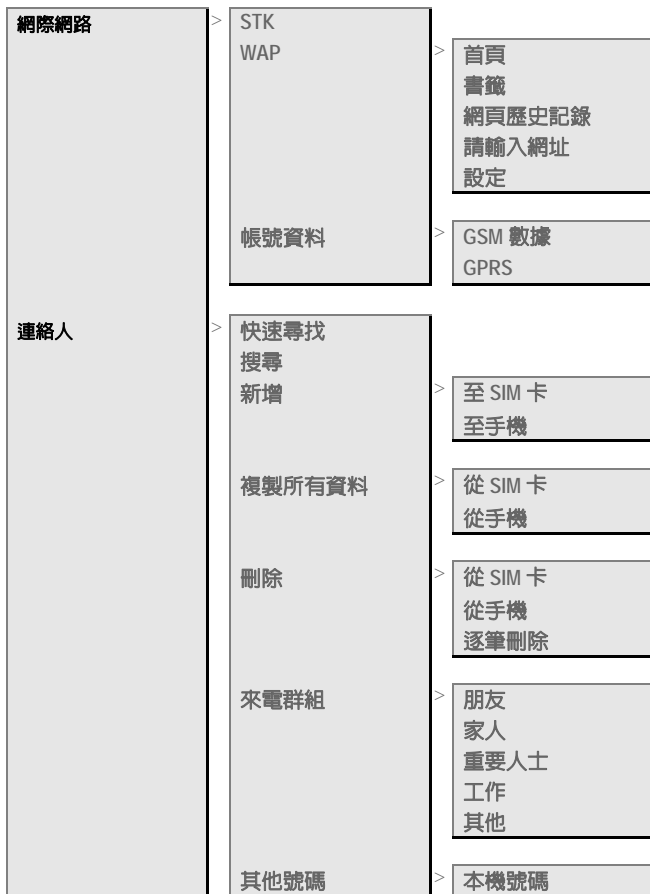 網際網路 > STK
WAP > 首頁
書籤
網頁歷史記錄
請輸入網址
設定
帳號資料 > GSM 數據
GPRS
連絡人 > 快速尋找
搜尋
新增 > 至 SIM 卡
至手機
複製所有資料 > 從 SIM 卡
從手機
刪除 > 從 SIM 卡
從手機
逐筆刪除
來電群組 > 朋友
家人
重要人士
工作
其他
其他號碼 > 本機號碼